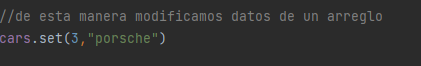 //de esta manera modificamos datos de un arreglo
cars.set(3,"porsche")